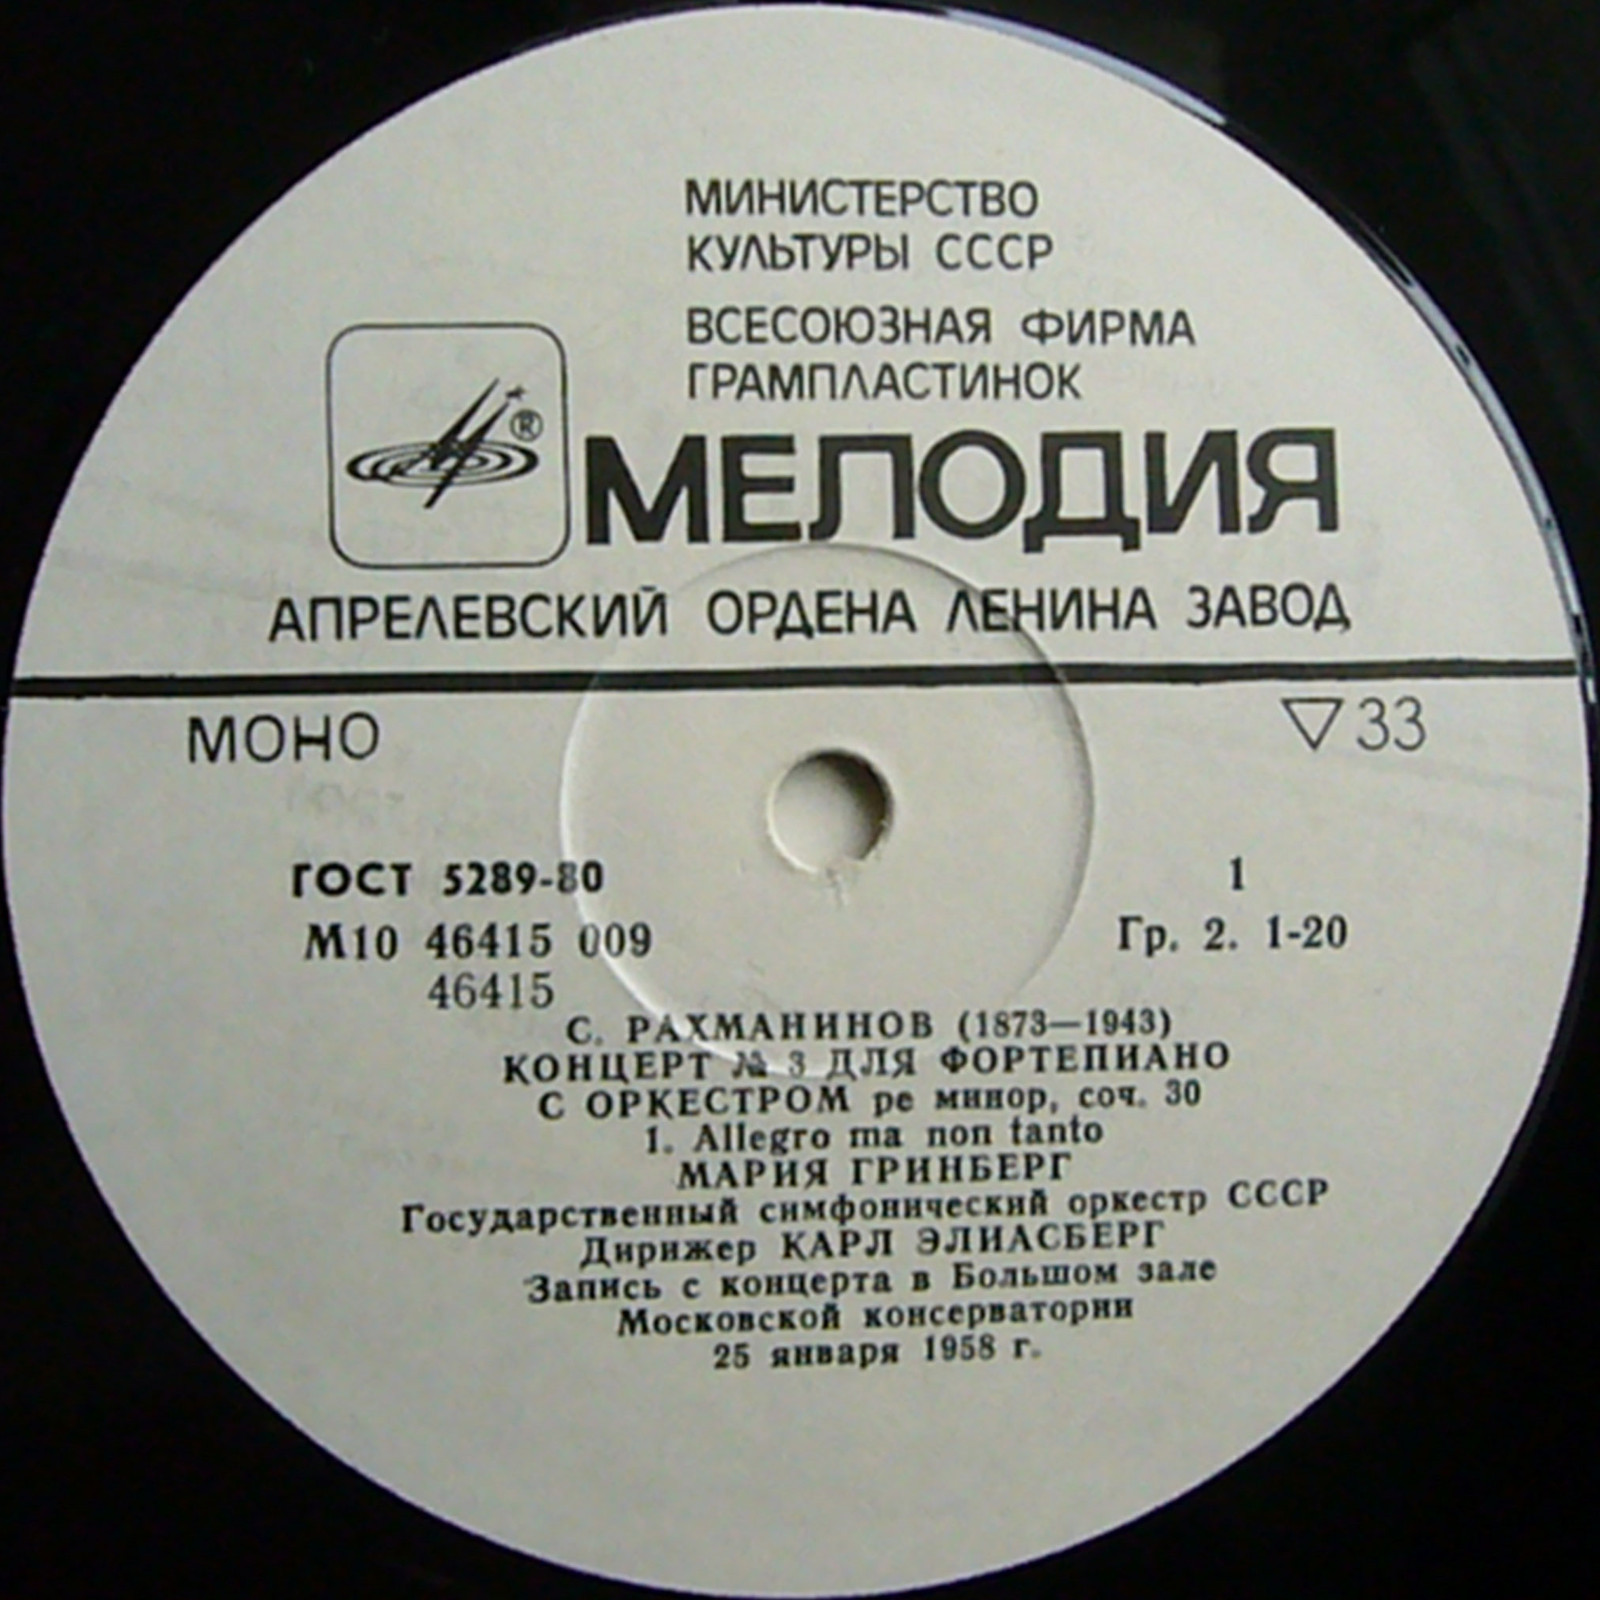 МИНИСТЕРСТВО
КУЛЬТУРЫ СССР
ВСЕСОЮЗНАЯ ФИРМА
ГРАМПЛАСТИНОК
®
МЕЛОДИЯ
АПРЕЛЕВСКИЙ ОРДЕНА ЛЕНИНА ЗАВОД
МОНО
▽33
ГОСТ 5289-80
1
М10 46415 009
Гр. 2. 1-20
46415
С. РАХМАНИНОВ (1873—1943)
КОНЦЕРТ № 3 ДЛЯ ФОРТЕПИАНО
С ОРКЕСТРОМ ре минор, соч. 30
1. Allegro ma non tanto
МАРИЯ ГРИНБЕРГ
Государственный симфонический оркестр СССР
Дирижер КАРЛ ЭЛИАСБЕРГ
Запись с концерта в Большом зале
Московской консерватории
25 января 1958 г.